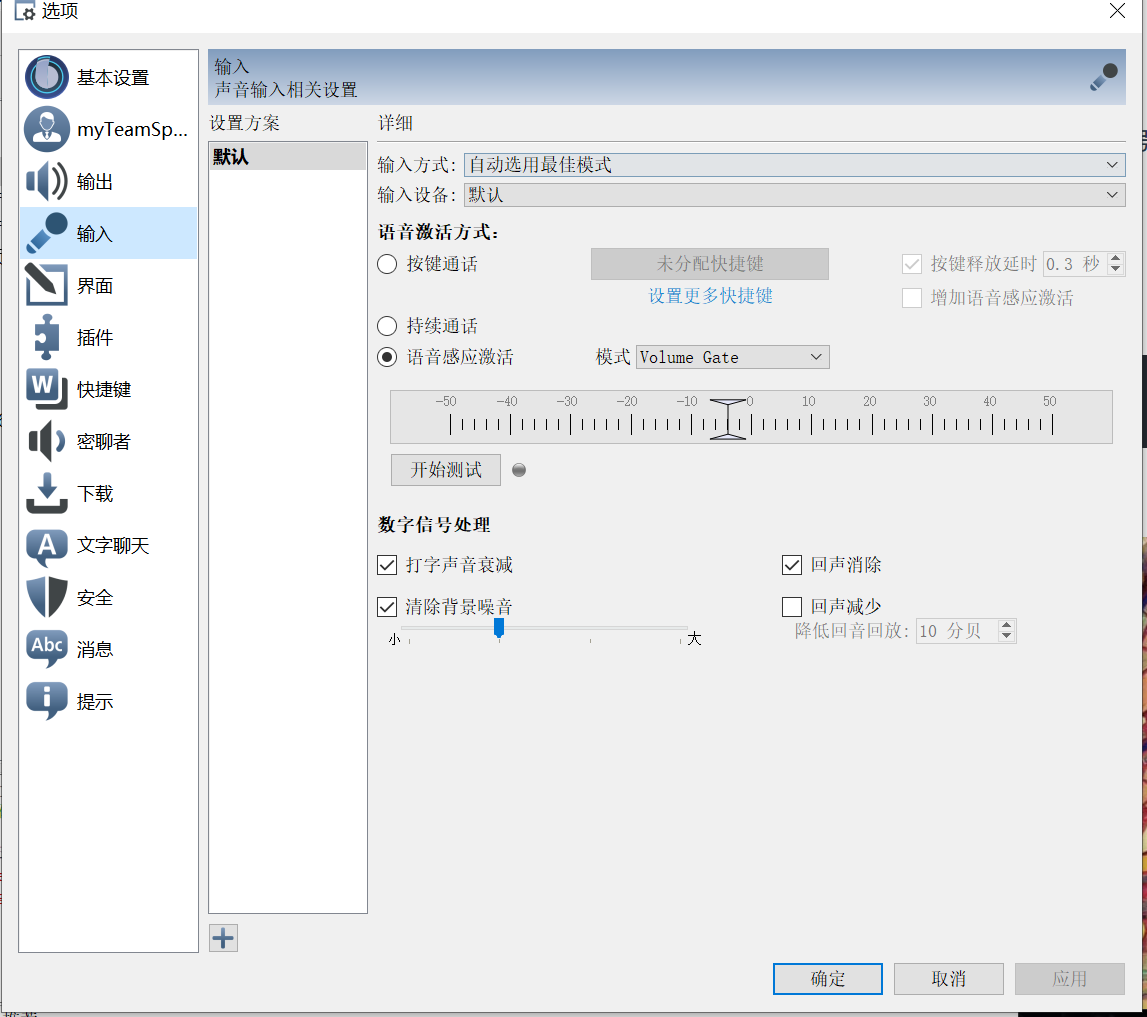 选项
基本设置
myTeamSp...
输出
输入
界面
插件
快捷键
密聊者
下载
文字聊天
安全
消息
提示
输入
声音输入相关设置
设置方案
默认
详细
输入方式: 自动选用最佳模式
输入设备: 默认
语音激活方式:
按键通话 未分配快捷键 按键释放延时 0.3 秒
设置更多快捷键 增加语音感应激活
持续通话
语音感应激活 模式 Volume Gate
-50 -40 -30 -20 -10 0 10 20 30 40 50
开始测试
数字信号处理
打字声音衰减 回声消除
清除背景噪音 回声减少
小 大 降低回音回放: 10 分贝
确定 取消 应用